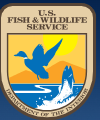 U.S.
FISH & WILDLIFE
SERVICE
DEPARTMENT OF THE INTERIOR